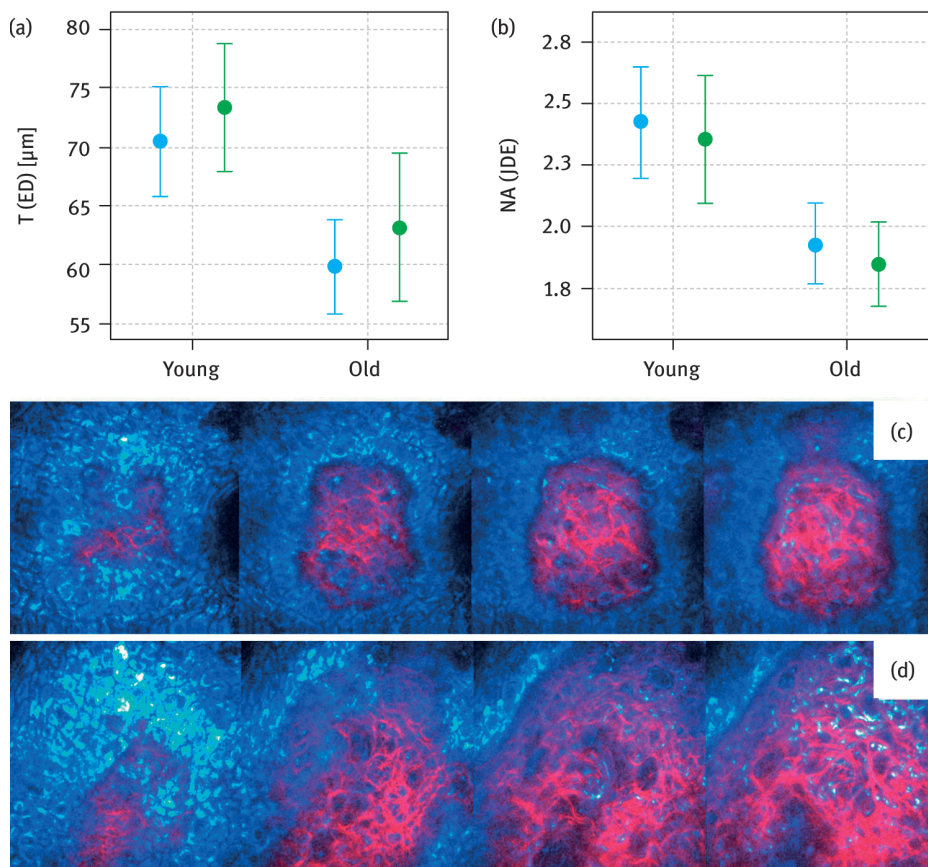 (a)
T (ED) [µm]
80
75
70
65
60
55
Young
Old
(b)
NA (JDE)
2.8
2.5
2.3
2.0
1.8
Young
Old
(c)
(d)